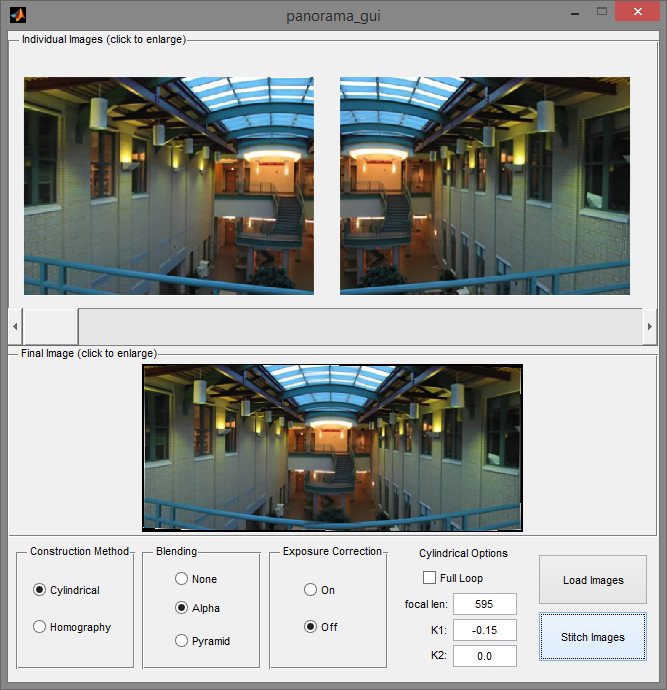 panorama_gui
Individual Images (click to enlarge)
Final Image (click to enlarge)
Construction Method
Cylindrical
Homography
Blending
None
Alpha
Pyramid
Exposure Correction
On
Off
Cylindrical Options
Full Loop
focal len: 595
K1: -0.15
K2: 0.0
Load Images
Stitch Images